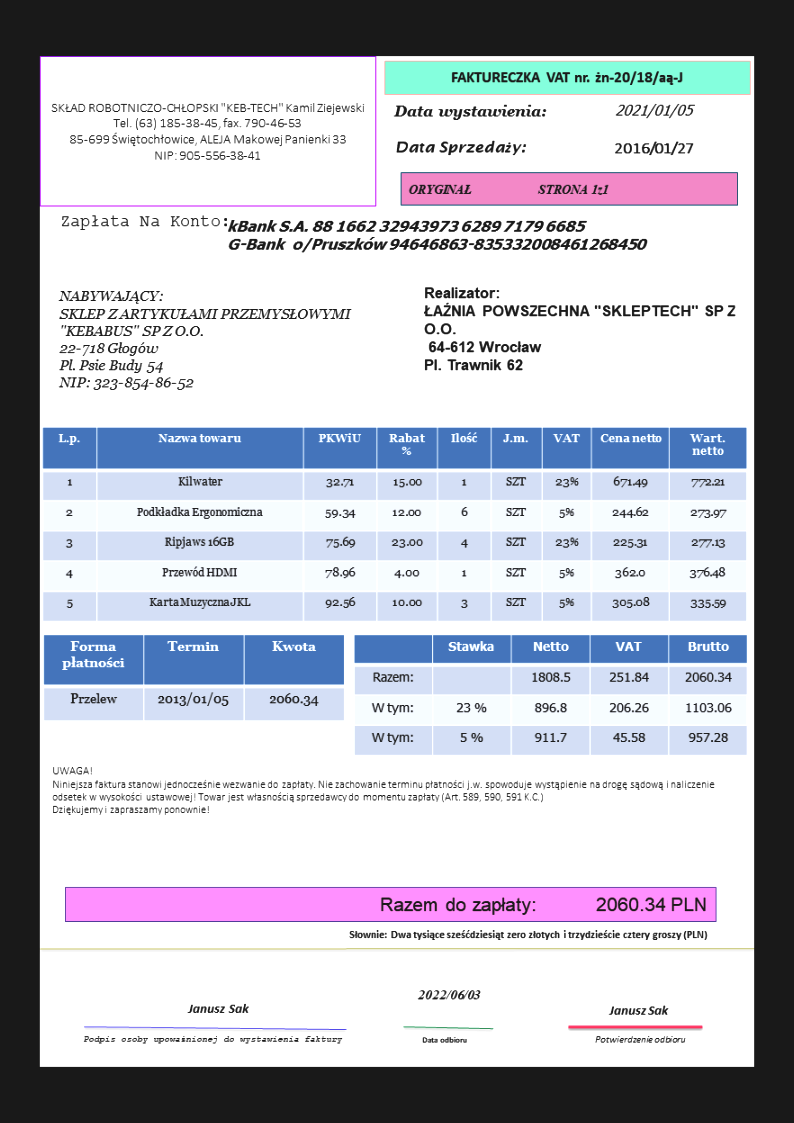 SKŁAD ROBOTNICZO-CHŁOPSKI "KEB-TECH" Kamil Ziejewski
Tel. (63) 185-38-45, fax. 790-46-53
85-699 Świętochłowice, ALEJA Makowej Panienki 33
NIP: 905-556-38-41
FAKTURECZKA VAT nr. żn-20/18/aą-J
Data wystawienia: 2021/01/05
Data Sprzedaży: 2016/01/27
ORYGINAŁ STRONA 1z1
Zapłata Na Konto:
kBank S.A. 88 1662 32943973 6289 7179 6685
G-Bank o/Pruszków 94646863-835332008461268450
NABYWAJĄCY:
SKLEP Z ARTYKUŁAMI PRZEMYSŁOWYMI
"KEBABUS" SP Z O.O.
22-718 Głogów
Pl. Psie Budy 54
NIP: 323-854-86-52
Realizator:
ŁAŹNIA POWSZECHNA "SKLEPTECH" SP Z
O.O.
64-612 Wrocław
Pl. Trawnik 62
L.p. Nazwa towaru PKWiU Rabat % Ilość J.m. VAT Cena netto Wart. netto
1 Kilwater 32.71 15.00 1 SZT 23% 671.49 772.21
2 Podkładka Ergonomiczna 59.34 12.00 6 SZT 5% 244.62 273.97
3 Ripjaws 16GB 75.69 23.00 4 SZT 23% 225.31 277.13
4 Przewód HDMI 78.96 4.00 1 SZT 5% 362.0 376.48
5 Karta Muzyczna JKL 92.56 10.00 3 SZT 5% 305.08 335.59
Forma płatności Termin Kwota
Przelew 2013/01/05 2060.34
Stawka Netto VAT Brutto
Razem: 1808.5 251.84 2060.34
W tym: 23 % 896.8 206.26 1103.06
W tym: 5 % 911.7 45.58 957.28
UWAGA!
Niniejsza faktura stanowi jednocześnie wezwanie do zapłaty. Nie zachowanie terminu płatności j.w. spowoduje wystąpienie na drogę sądową i naliczenie
odsetek w wysokości ustawowej! Towar jest własnością sprzedawcy do momentu zapłaty (Art. 589, 590, 591 K.C.)
Dziękujemy i zapraszamy ponownie!
Razem do zapłaty: 2060.34 PLN
Słownie: Dwa tysiące sześćdziesiąt zero złotych i trzydzieście cztery groszy (PLN)
Janusz Sak
Podpis osoby upoważnionej do wystawienia faktury
2022/06/03
Data odbioru
Janusz Sak
Potwierdzenie odbioru